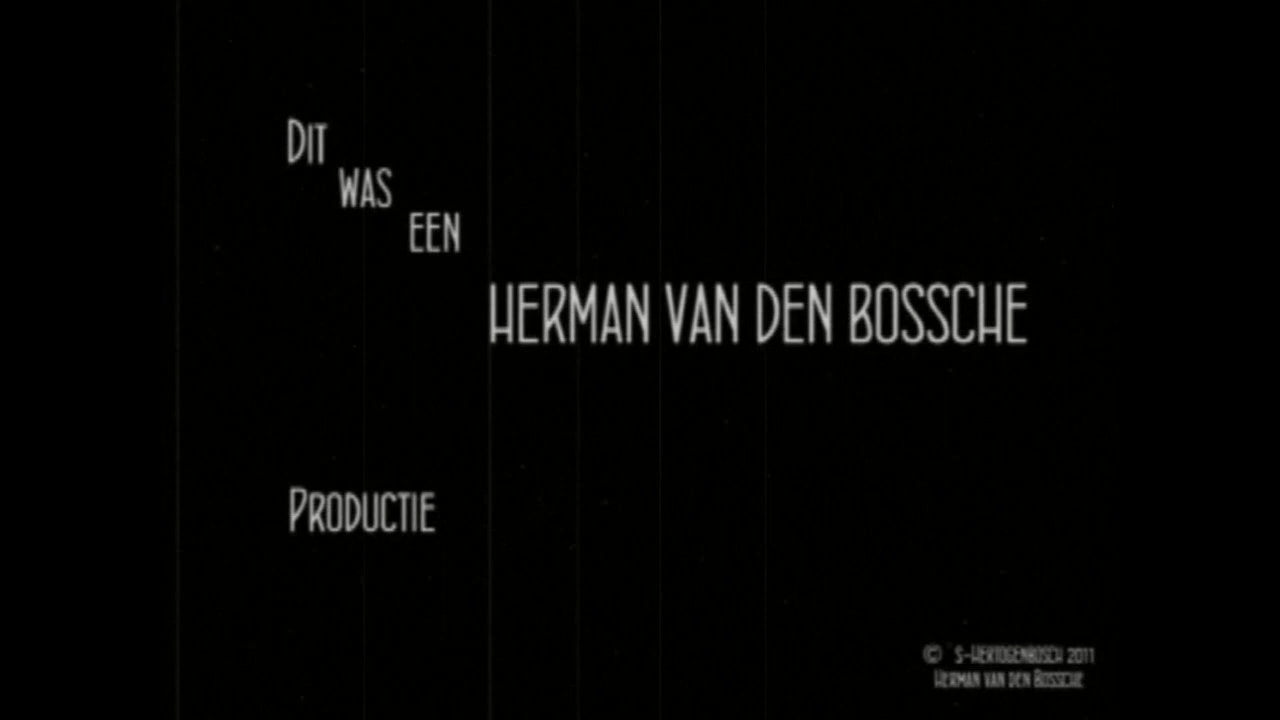 Dit
was
een
Herman van den Bossche
Productie
© 's-Hertogenbosch 2011
Herman van den Bossche